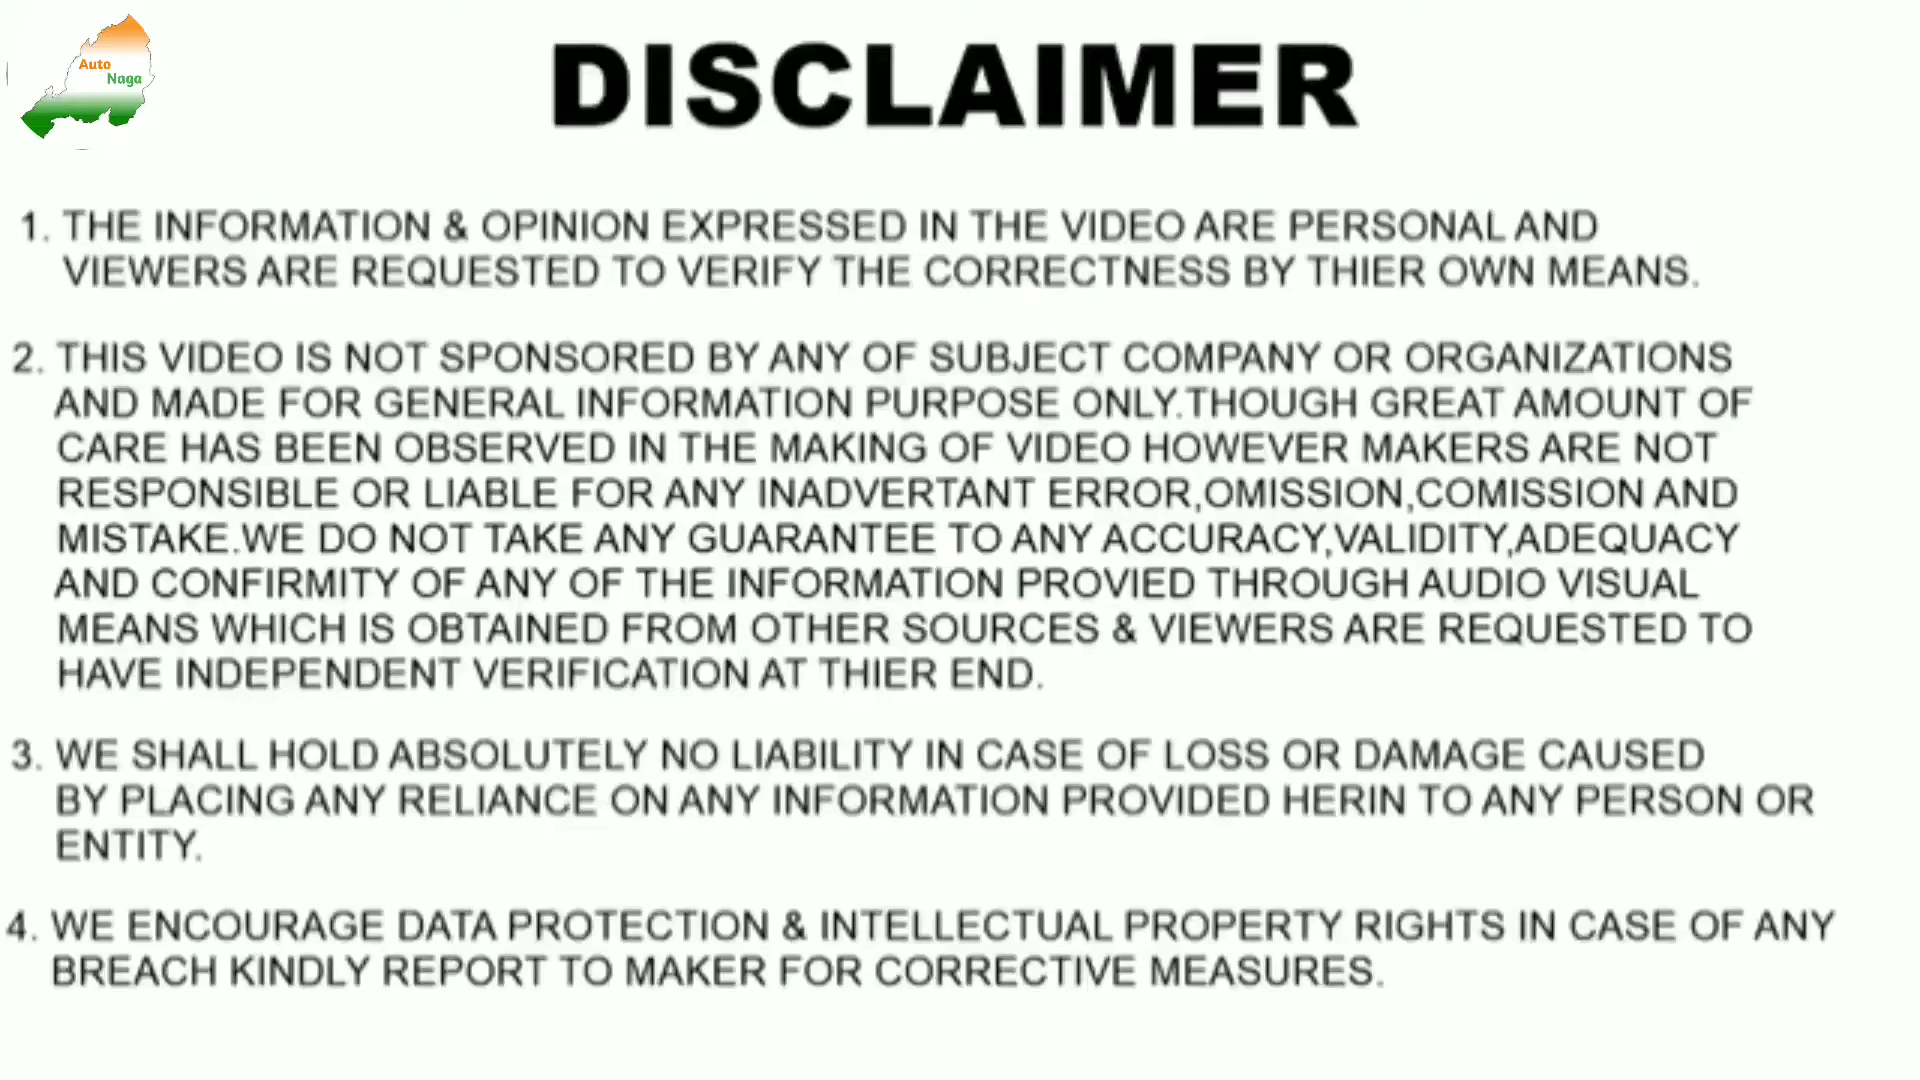 Auto
Naga
DISCLAIMER
1. THE INFORMATION & OPINION EXPRESSED IN THE VIDEO ARE PERSONAL AND
VIEWERS ARE REQUESTED TO VERIFY THE CORRECTNESS BY THIER OWN MEANS.
2. THIS VIDEO IS NOT SPONSORED BY ANY OF SUBJECT COMPANY OR ORGANIZATIONS
AND MADE FOR GENERAL INFORMATION PURPOSE ONLY.THOUGH GREAT AMOUNT OF
CARE HAS BEEN OBSERVED IN THE MAKING OF VIDEO HOWEVER MAKERS ARE NOT
RESPONSIBLE OR LIABLE FOR ANY INADVERTANT ERROR,OMISSION,COMISSION AND
MISTAKE.WE DO NOT TAKE ANY GUARANTEE TO ANY ACCURACY,VALIDITY,ADEQUACY
AND CONFIRMITY OF ANY OF THE INFORMATION PROVIED THROUGH AUDIO VISUAL
MEANS WHICH IS OBTAINED FROM OTHER SOURCES & VIEWERS ARE REQUESTED TO
HAVE INDEPENDENT VERIFICATION AT THIER END.
3. WE SHALL HOLD ABSOLUTELY NO LIABILITY IN CASE OF LOSS OR DAMAGE CAUSED
BY PLACING ANY RELIANCE ON ANY INFORMATION PROVIDED HERIN TO ANY PERSON OR
ENTITY.
4. WE ENCOURAGE DATA PROTECTION & INTELLECTUAL PROPERTY RIGHTS IN CASE OF ANY
BREACH KINDLY REPORT TO MAKER FOR CORRECTIVE MEASURES.